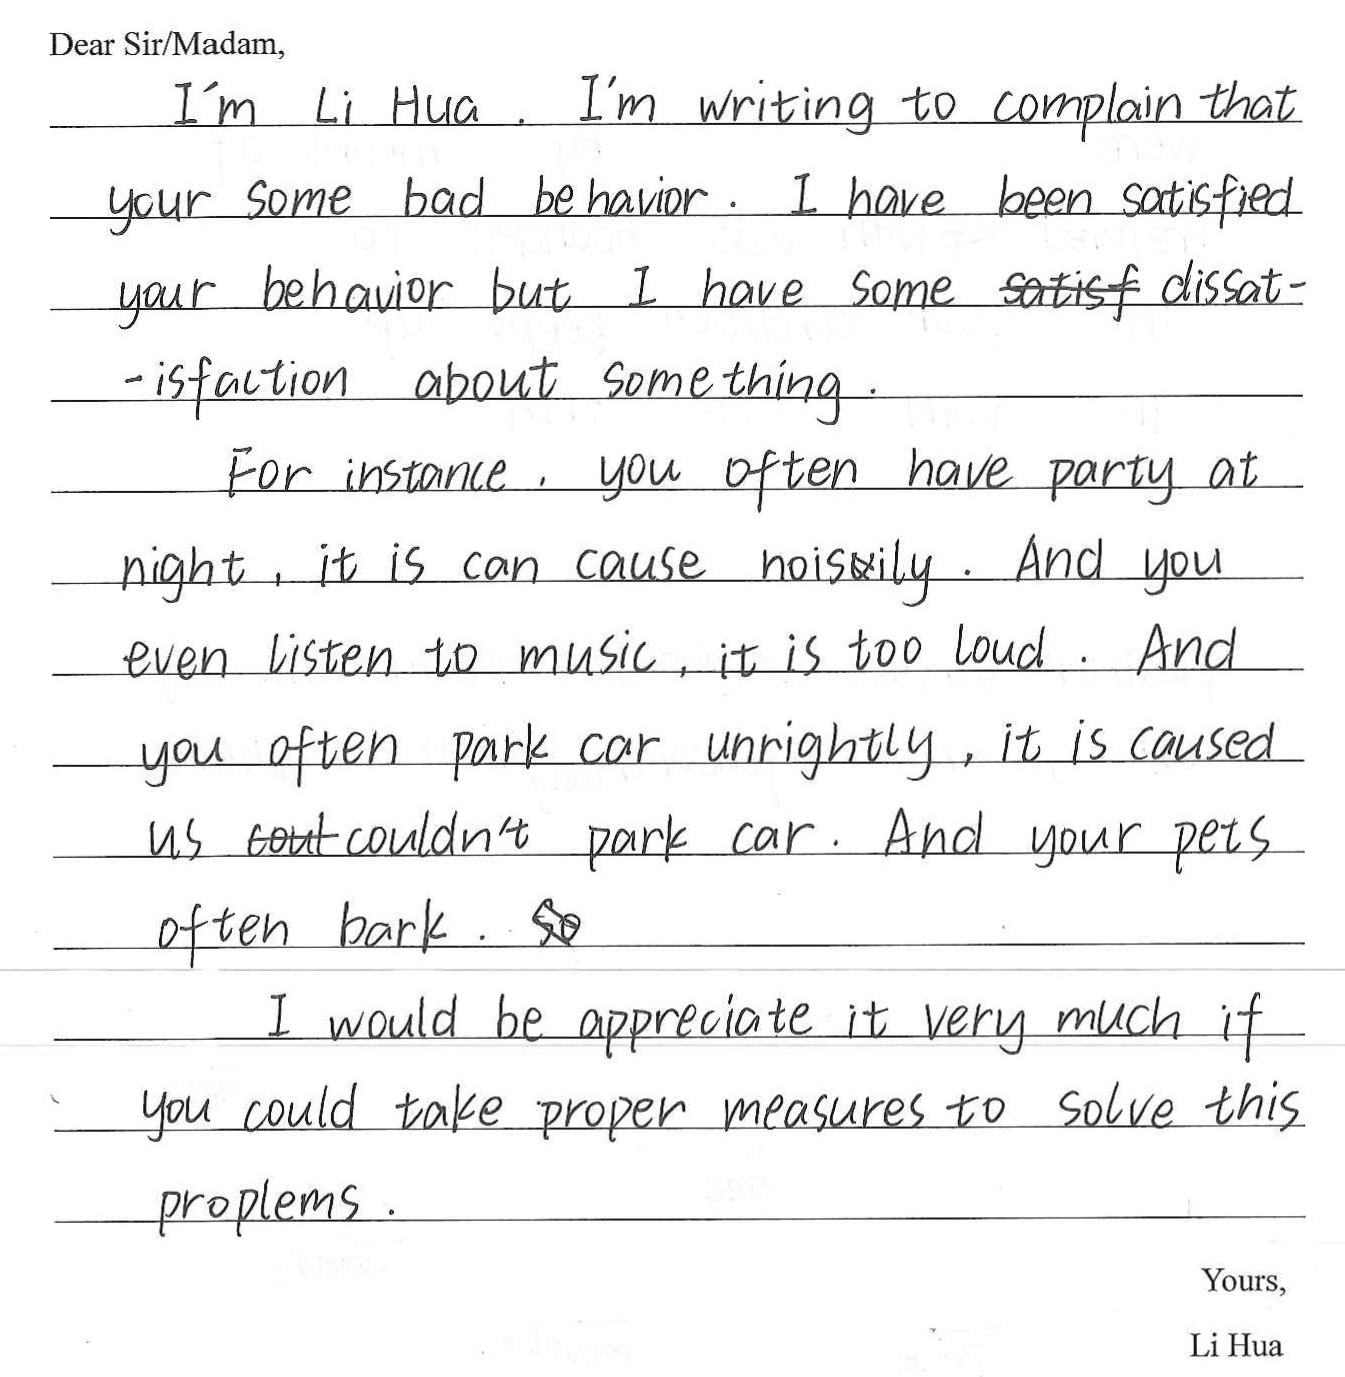 Dear Sir/Madam,
I'm Li Hua. I'm writing to complain that
your some bad behavior. I have been satisfied
your behavior but I have some satisf dissat-
-isfaction about something.
For instance, you often have party at
night, it is can cause noisily. And you
even listen to music, it is too loud. And
you often park car unrightly, it is caused
us cout couldn't park car. And your pets
often bark. So
I would be appreciate it very much if
you could take proper measures to solve this
proplems.
Yours,
Li Hua